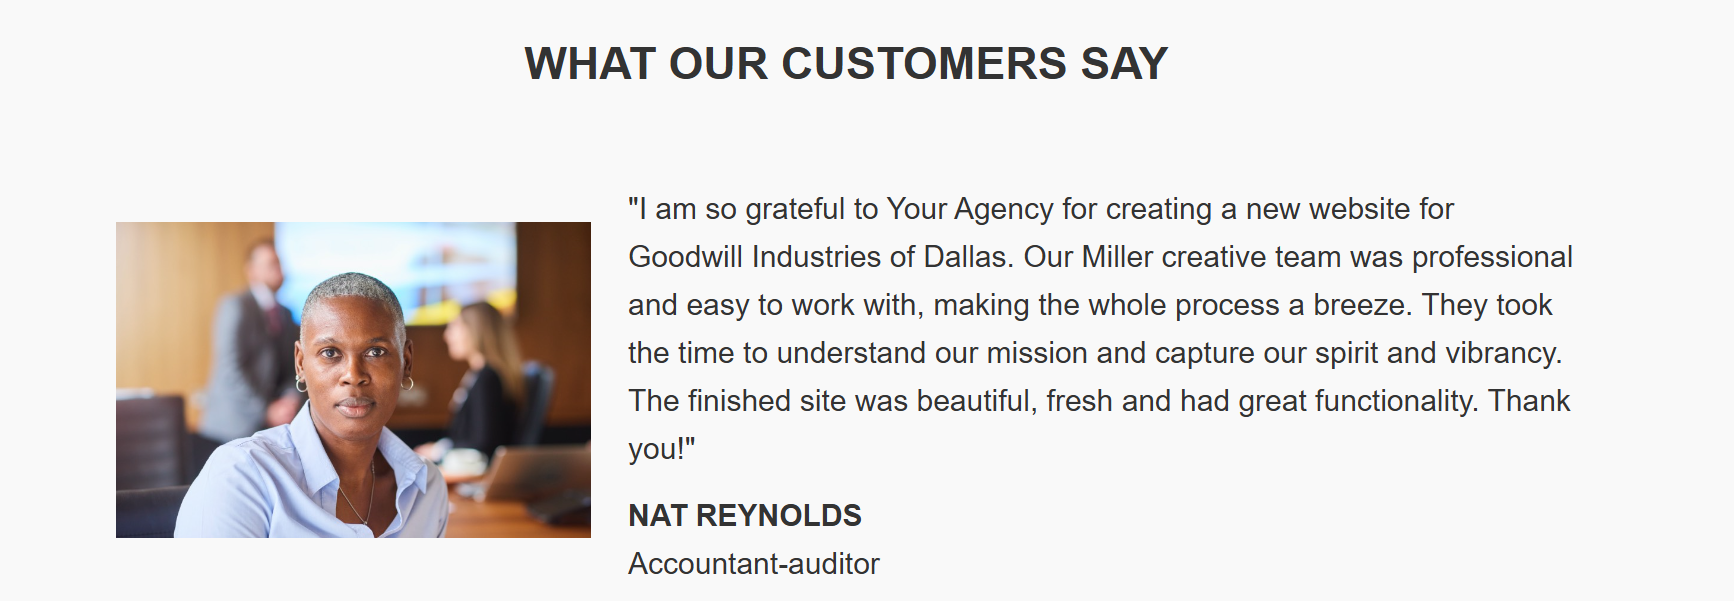 WHAT OUR CUSTOMERS SAY
"I am so grateful to Your Agency for creating a new website for
Goodwill Industries of Dallas. Our Miller creative team was professional
and easy to work with, making the whole process a breeze. They took
the time to understand our mission and capture our spirit and vibrancy.
The finished site was beautiful, fresh and had great functionality. Thank
you!"
NAT REYNOLDS
Accountant-auditor